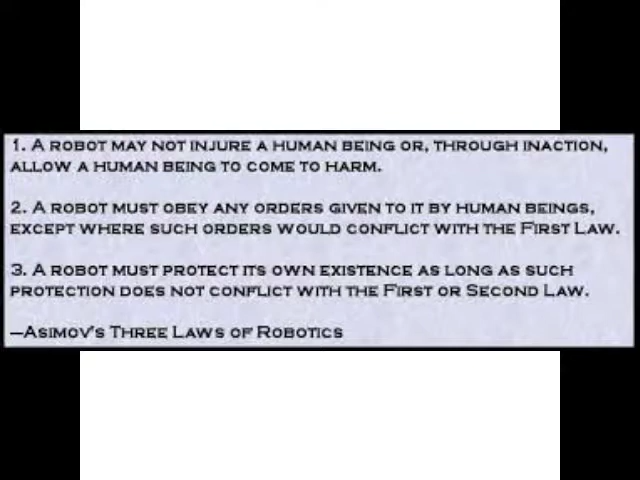 1. A ROBOT MAY NOT INJURE A HUMAN BEING OR, THROUGH INACTION,
ALLOW A HUMAN BEING TO COME TO HARM.
2. A ROBOT MUST OBEY ANY ORDERS GIVEN TO IT BY HUMAN BEINGS,
EXCEPT WHERE SUCH ORDERS WOULD CONFLICT WITH THE FIRST LAW.
3. A ROBOT MUST PROTECT ITS OWN EXISTENCE AS LONG AS SUCH
PROTECTION DOES NOT CONFLICT WITH THE FIRST OR SECOND LAW.
—ASIMOV'S THREE LAWS OF ROBOTICS